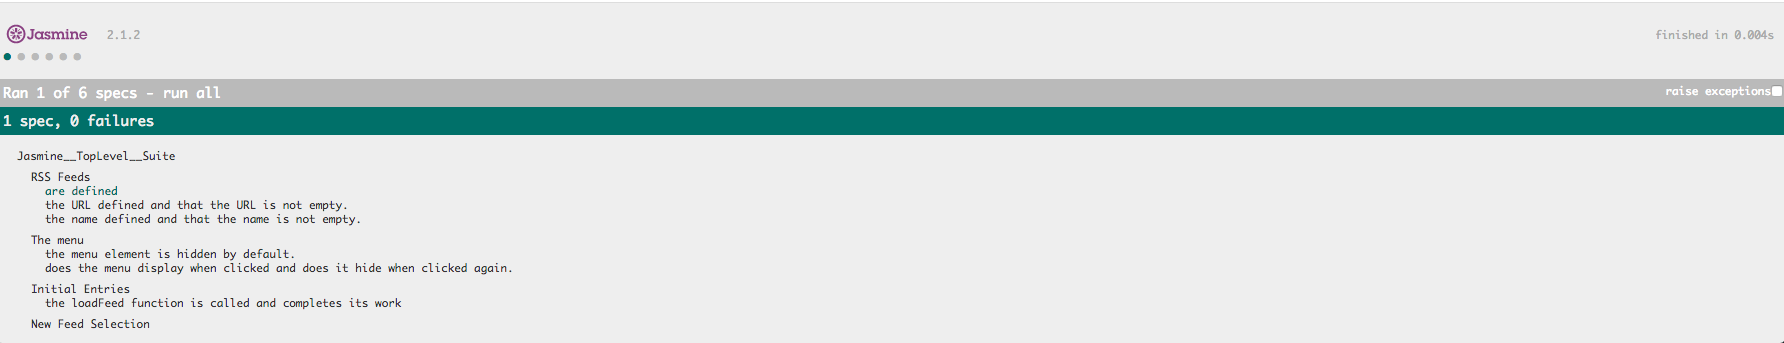 Jasmine 2.1.2 finished in 0.004s
Ran 1 of 6 specs - run all raise exceptions
1 spec, 0 failures
Jasmine__TopLevel__Suite
RSS Feeds
are defined
the URL defined and that the URL is not empty.
the name defined and that the name is not empty.
The menu
the menu element is hidden by default.
does the menu display when clicked and does it hide when clicked again.
Initial Entries
the loadFeed function is called and completes its work
New Feed Selection